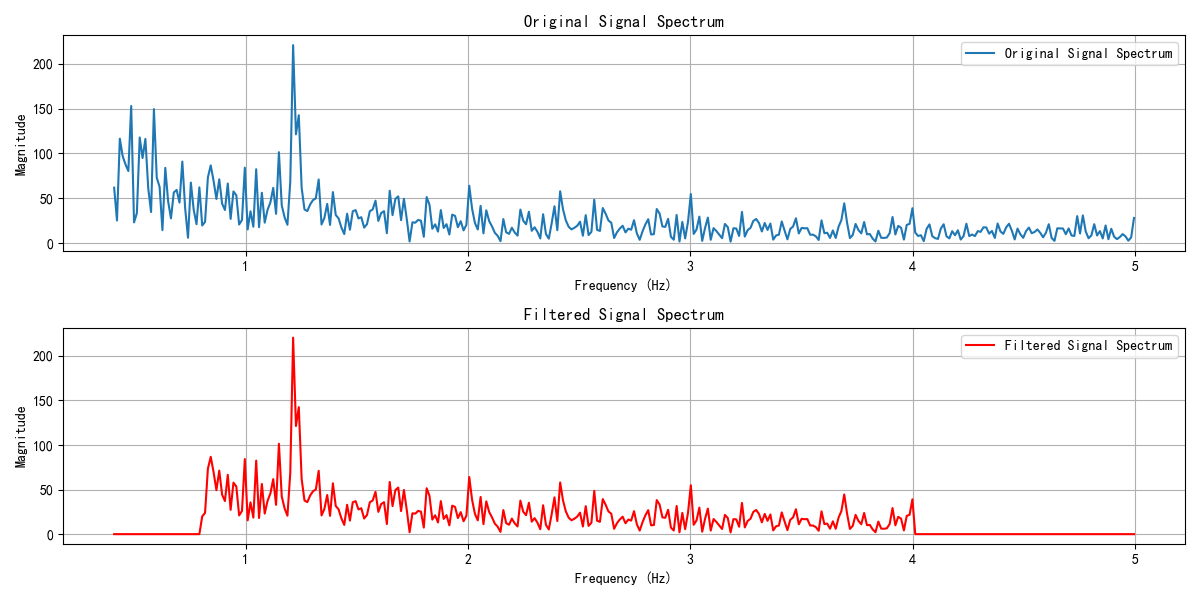 Original Signal Spectrum
Original Signal Spectrum
Magnitude
200
150
100
50
0
1
2
3
4
5
Frequency (Hz)
Filtered Signal Spectrum
Filtered Signal Spectrum
Magnitude
200
150
100
50
0
1
2
3
4
5
Frequency (Hz)